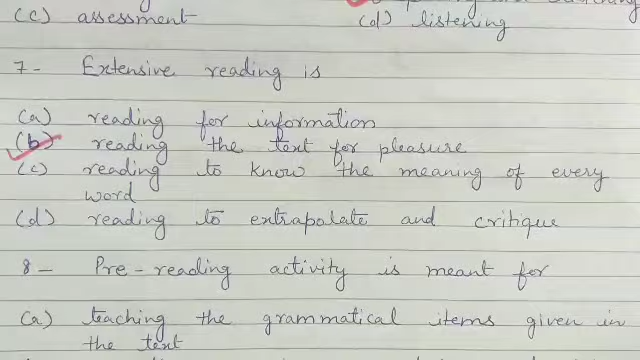 (c) assessment
(d) listening
7- Extensive reading is
(a) reading for information
(b) reading the text for pleasure
(c) reading to know the meaning of every
word
(d) reading to extrapolate and critique
8- Pre-reading activity is meant for
(a) teaching the grammatical items given in
the text